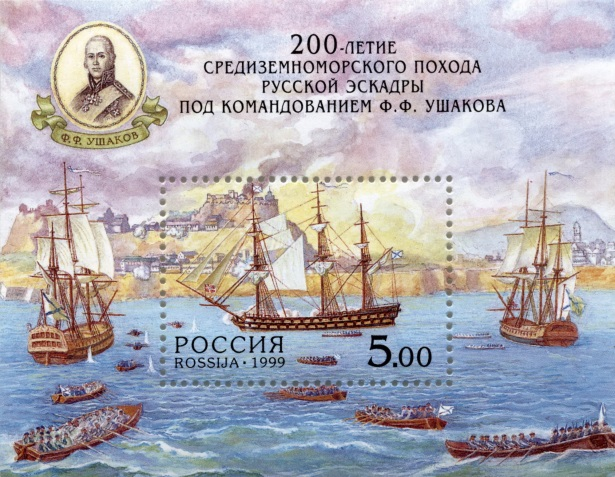 200-ЛЕТИЕ
СРЕДИЗЕМНОМОРСКОГО ПОХОДА
РУССКОЙ ЭСКАДРЫ
ПОД КОМАНДОВАНИЕМ Ф.Ф. УШАКОВА
Ф.Ф. УШАКОВ
РОССИЯ
ROSSIJA · 1999
5.00